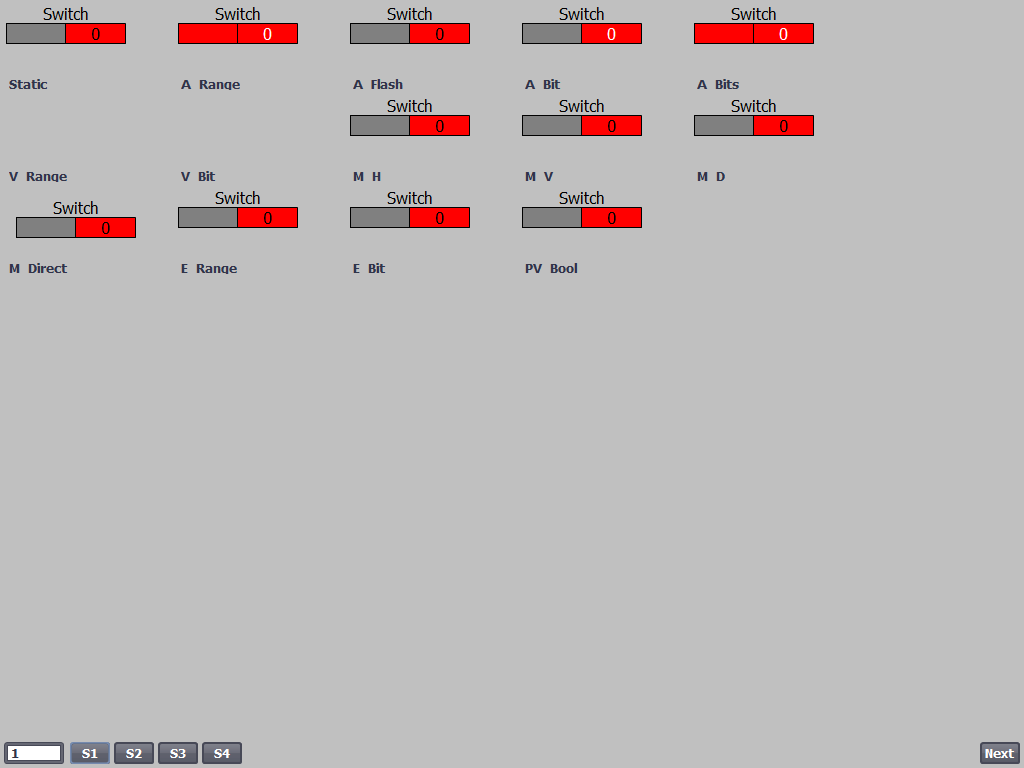 Switch Switch Switch Switch Switch
0 0 0 0 0
Static A Range A Flash A Bit A Bits
Switch Switch Switch
0 0 0
V Range V Bit M H M V M D
Switch Switch Switch Switch
0 0 0 0
M Direct E Range E Bit PV Bool
1 S1 S2 S3 S4 Next